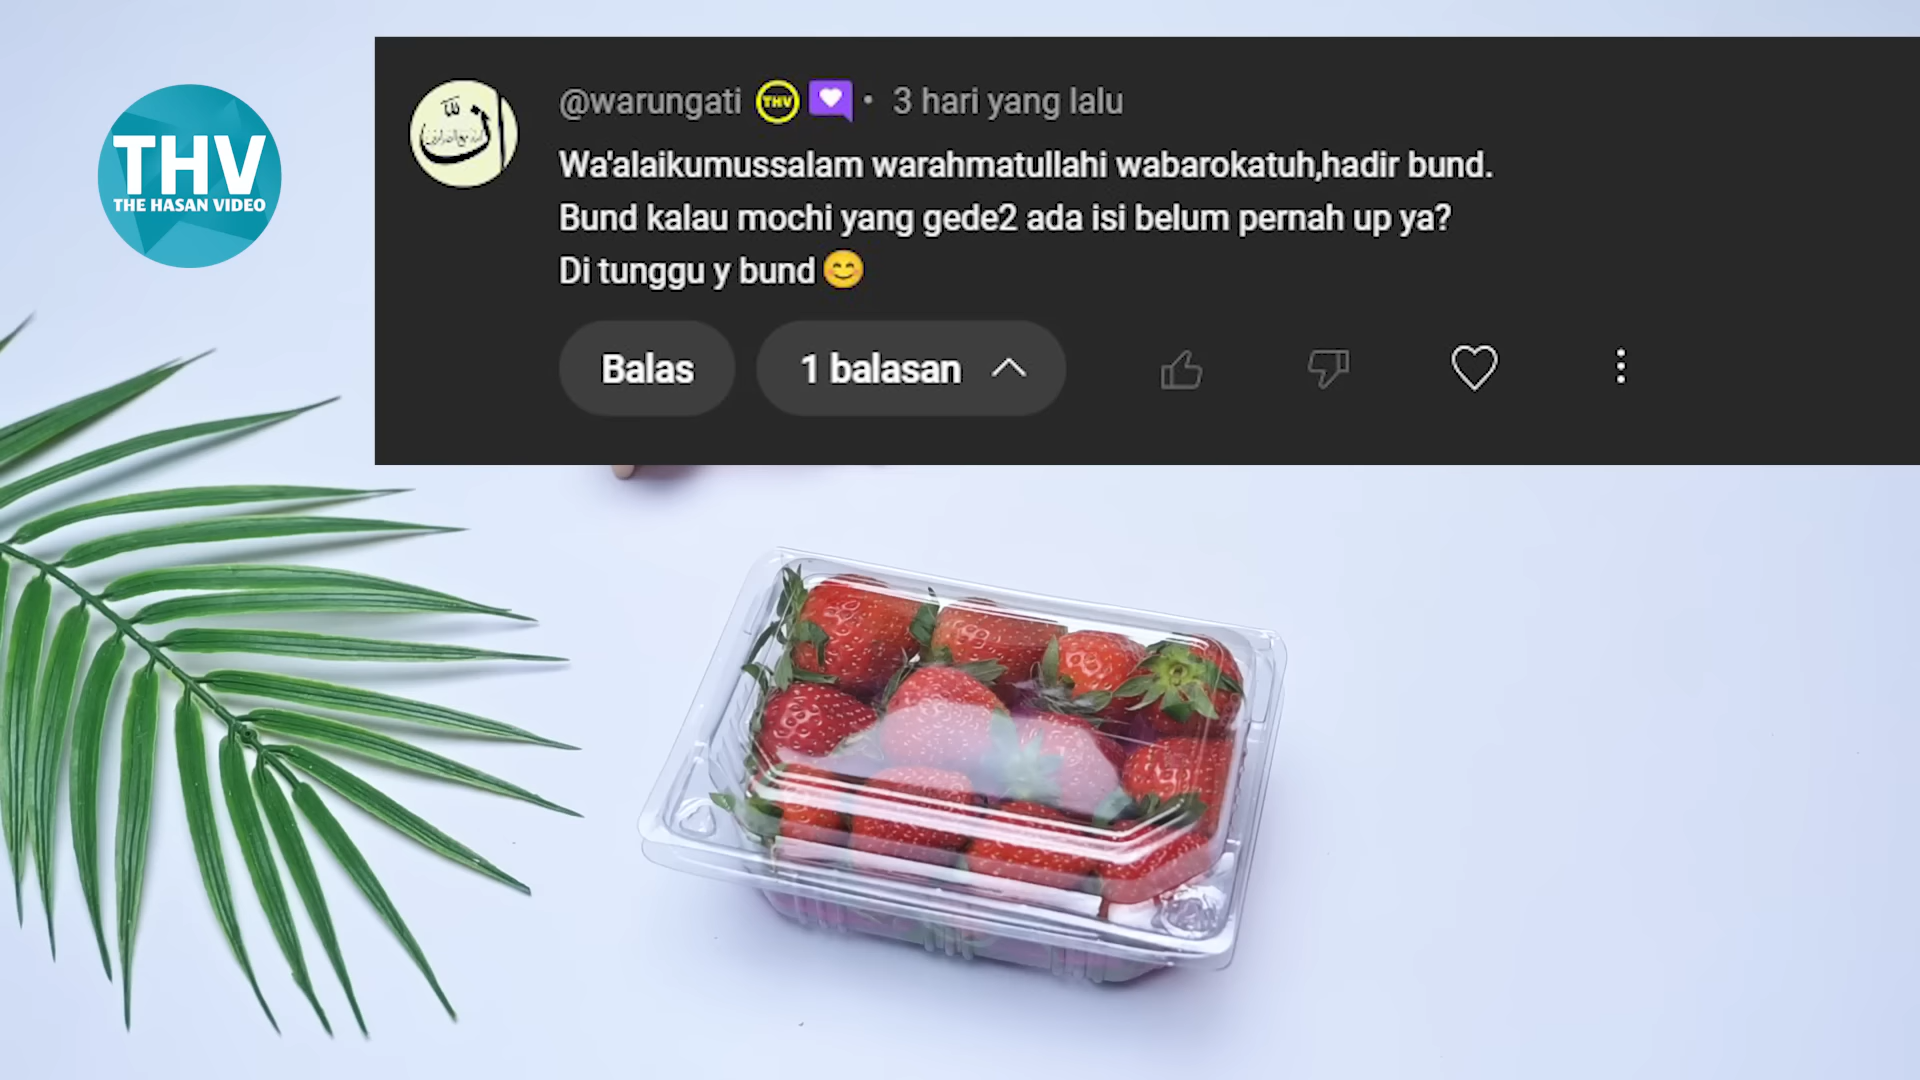 THV
THE HASAN VIDEO
@warungati THV • 3 hari yang lalu
Wa'alaikumussalam warahmatullahi wabarokatuh,hadir bund.
Bund kalau mochi yang gede2 ada isi belum pernah up ya?
Di tunggu y bund 😊
Balas
1 balasan